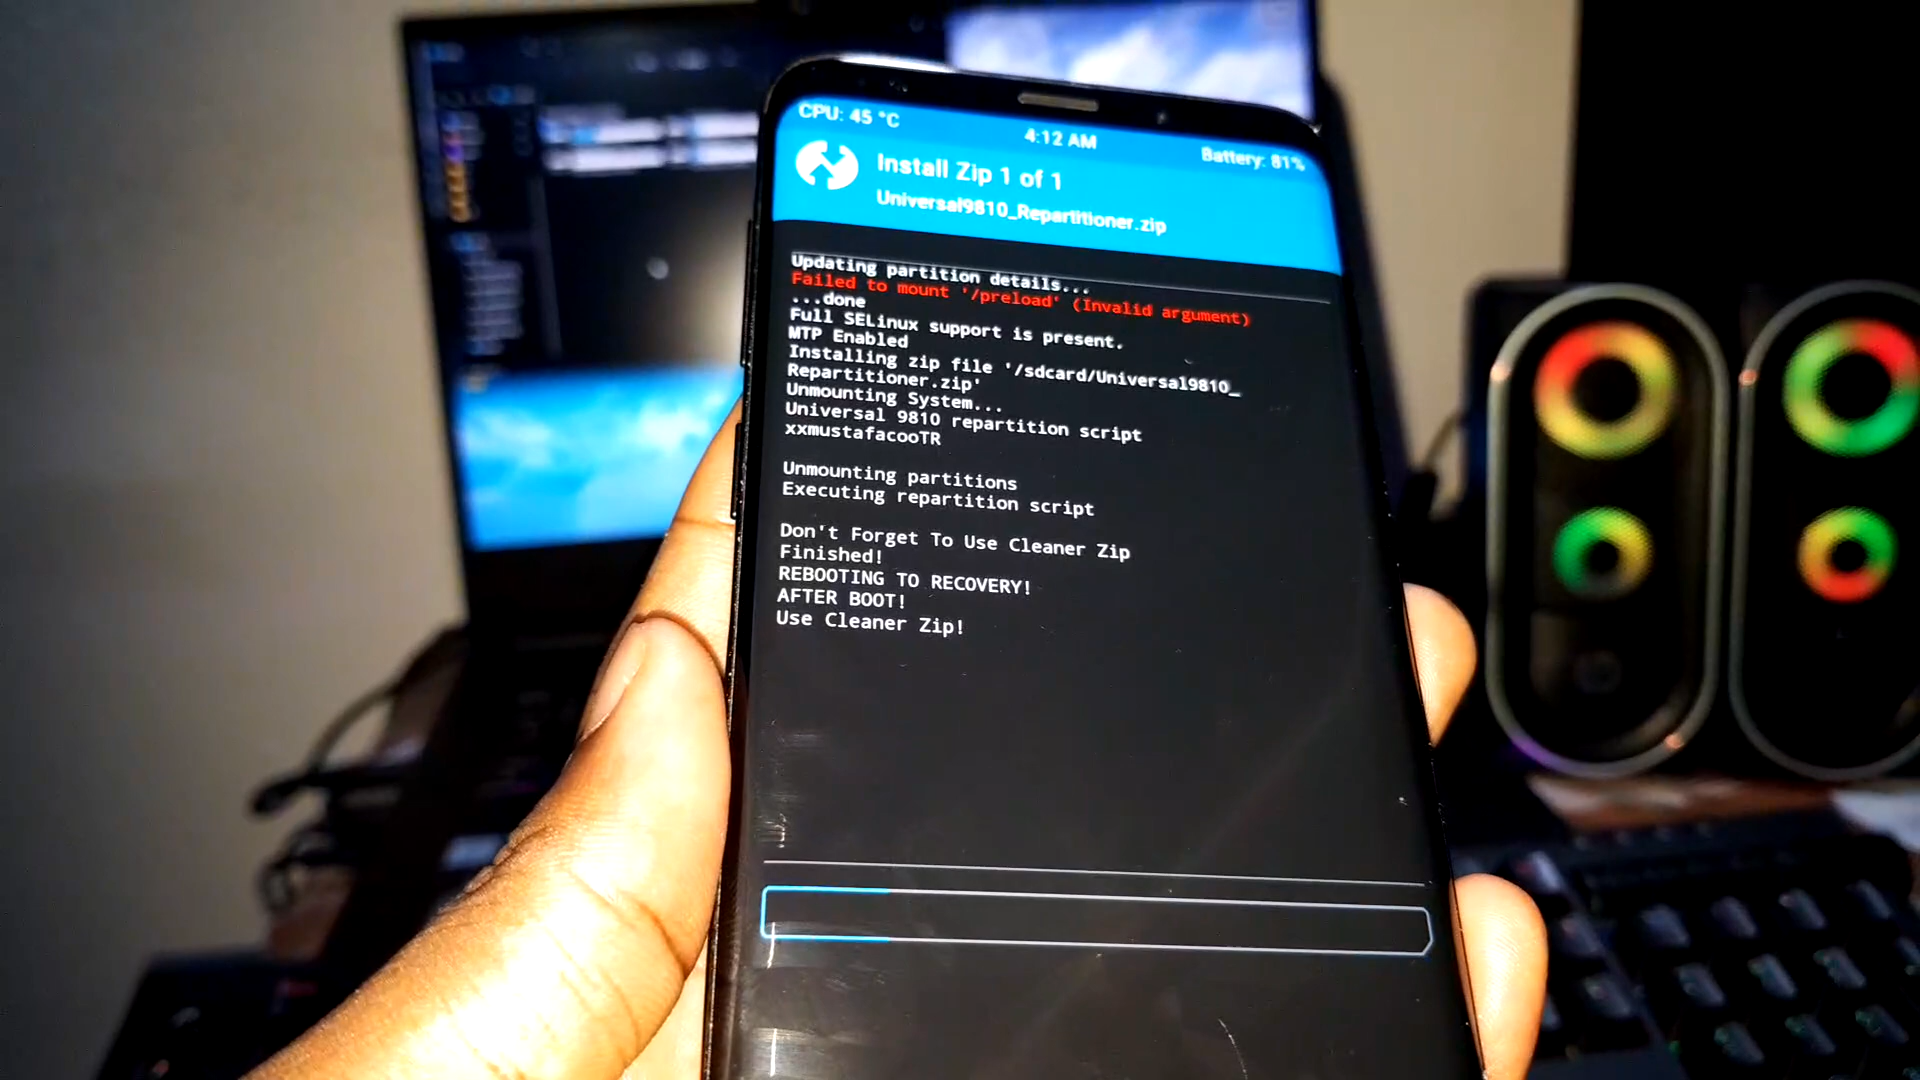 CPU: 45 °C
4:12 AM
Battery: 81%
Install Zip 1 of 1
Universal9810_Repartitioner.zip
Updating partition details...
Failed to mount '/preload' (Invalid argument)
...done
Full SELinux support is present.
MTP Enabled
Installing zip file '/sdcard/Universal9810_
Repartitioner.zip'
Unmounting System...
Universal 9810 repartition script
xxmustafacooTR
Unmounting partitions
Executing repartition script
Don't Forget To Use Cleaner Zip
Finished!
REBOOTING TO RECOVERY!
AFTER BOOT!
Use Cleaner Zip!